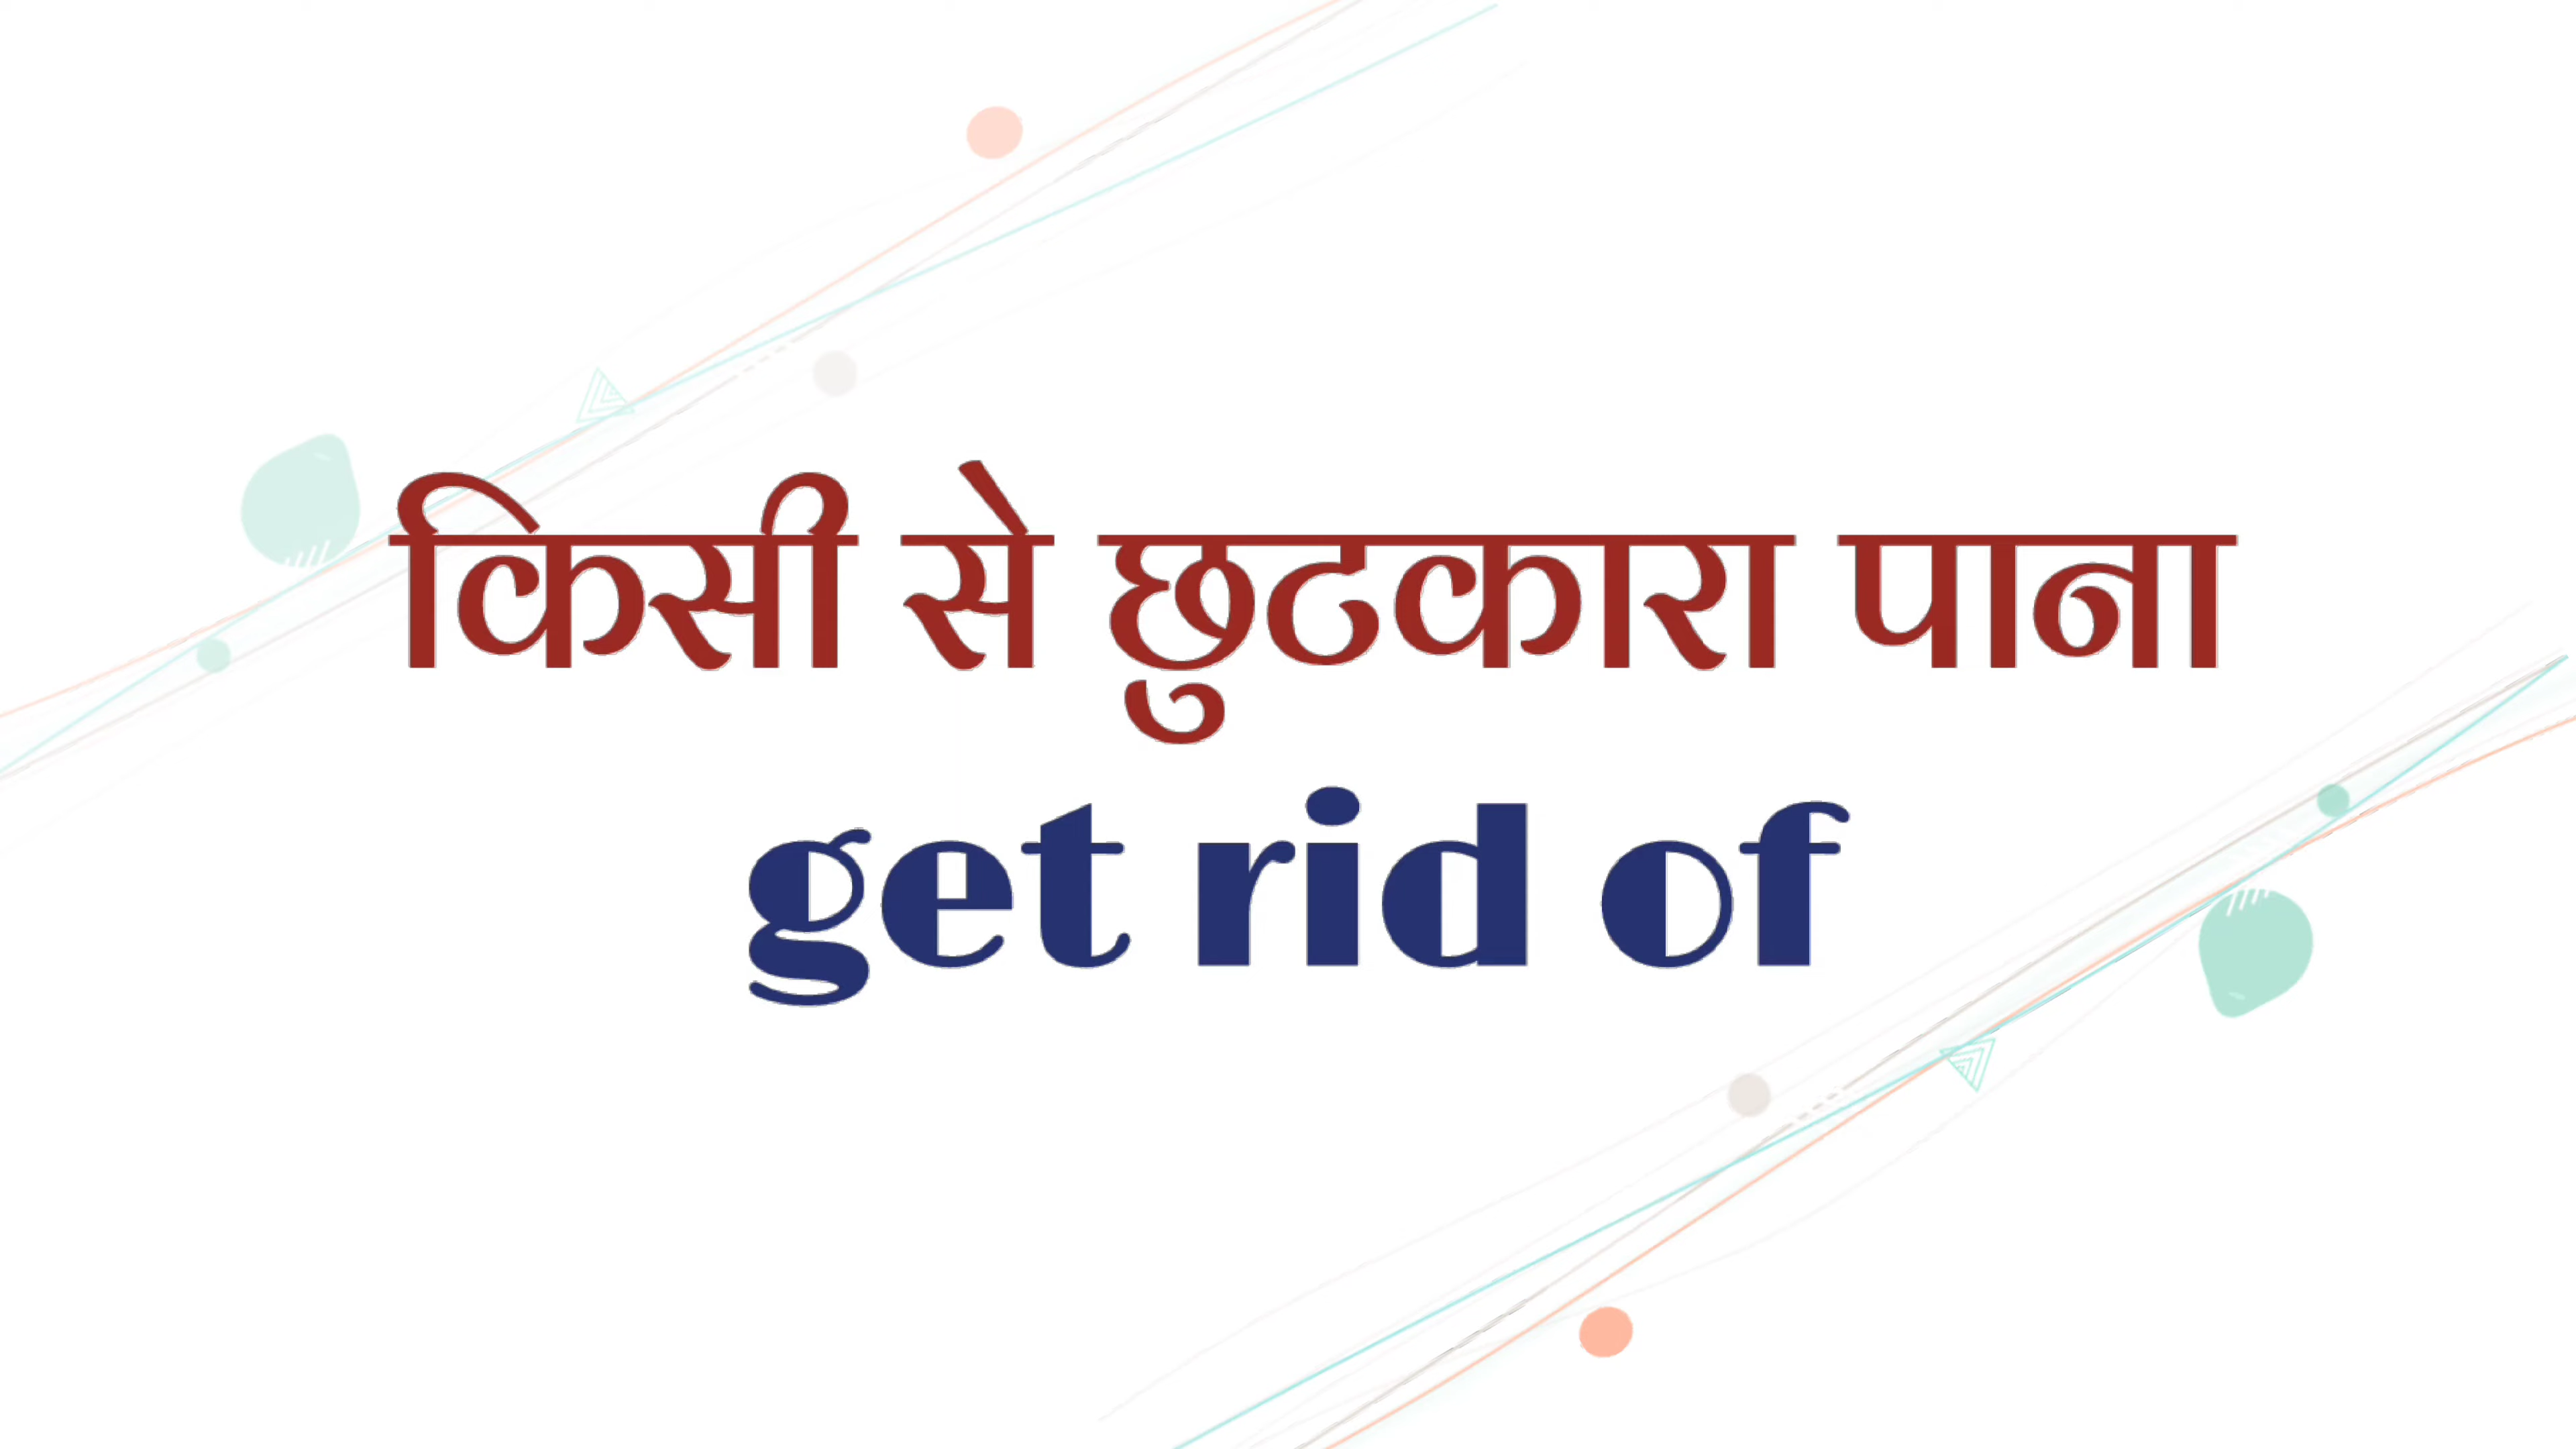 किसी से छुटकारा पाना
get rid of